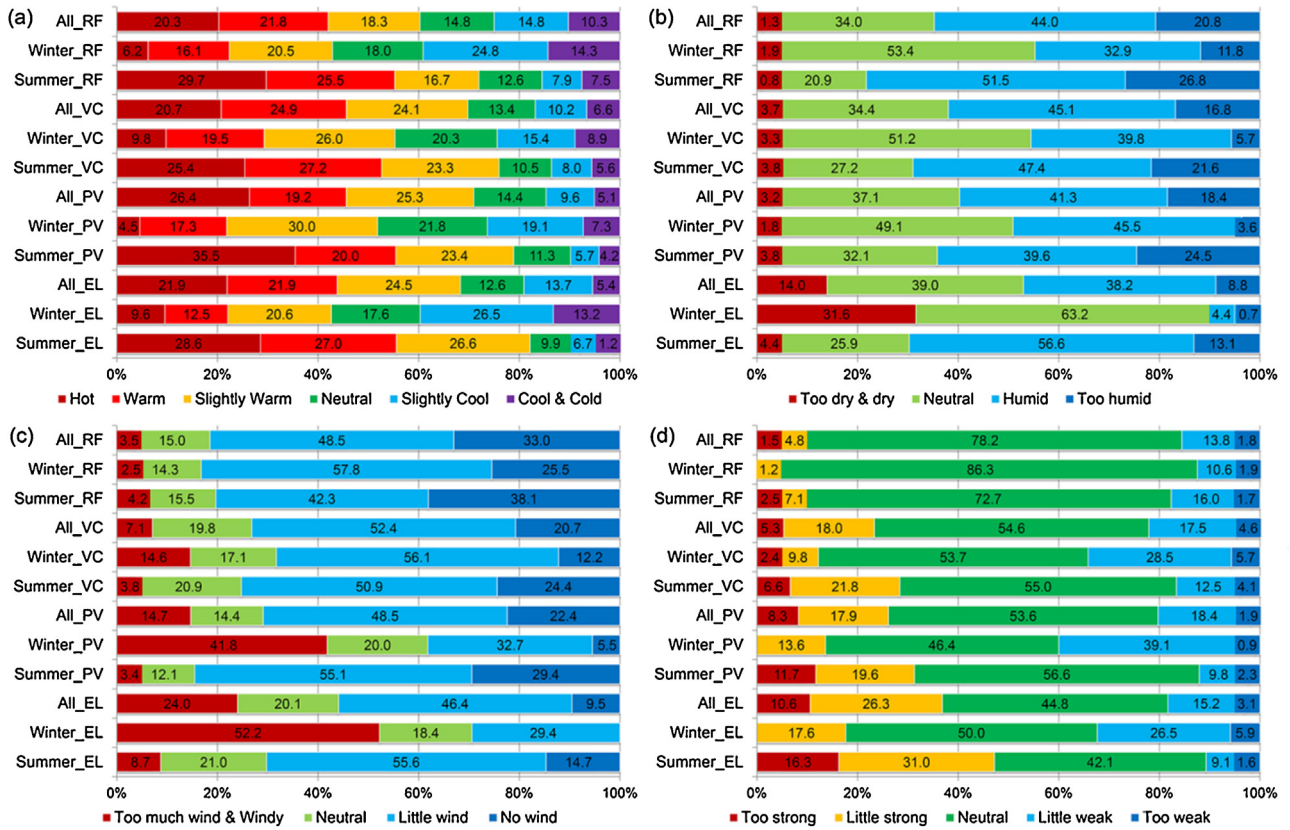 (a)
All_RF 20.3 21.8 18.3 14.8 14.8 10.3
Winter_RF 6.2 16.1 20.5 18.0 24.8 14.3
Summer_RF 29.7 25.5 16.7 12.6 7.9 7.5
All_VC 20.7 24.9 24.1 13.4 10.2 6.6
Winter_VC 9.8 19.5 26.0 20.3 15.4 8.9
Summer_VC 25.4 27.2 23.3 10.5 8.0 5.6
All_PV 26.4 19.2 25.3 14.4 9.6 5.1
Winter_PV 4.5 17.3 30.0 21.8 19.1 7.3
Summer_PV 35.5 20.0 23.4 11.3 5.7 4.2
All_EL 21.9 21.9 24.5 12.6 13.7 5.4
Winter_EL 9.6 12.5 20.6 17.6 26.5 13.2
Summer_EL 28.6 27.0 26.6 9.9 6.7 1.2
0% 20% 40% 60% 80% 100%
Hot Warm Slightly Warm Neutral Slightly Cool Cool & Cold
(b)
All_RF 1.3 34.0 44.0 20.8
Winter_RF 1.9 53.4 32.9 11.8
Summer_RF 0.8 20.9 51.5 26.8
All_VC 3.7 34.4 45.1 16.8
Winter_VC 3.3 51.2 39.8 5.7
Summer_VC 3.8 27.2 47.4 21.6
All_PV 3.2 37.1 41.3 18.4
Winter_PV 1.8 49.1 45.5 3.6
Summer_PV 3.8 32.1 39.6 24.5
All_EL 14.0 39.0 38.2 8.8
Winter_EL 31.6 63.2 4.4 0.7
Summer_EL 4.4 25.9 56.6 13.1
0% 20% 40% 60% 80% 100%
Too dry & dry Neutral Humid Too humid
(c)
All_RF 3.5 15.0 48.5 33.0
Winter_RF 2.5 14.3 57.8 25.5
Summer_RF 4.2 15.5 42.3 38.1
All_VC 7.1 19.8 52.4 20.7
Winter_VC 14.6 17.1 56.1 12.2
Summer_VC 3.8 20.9 50.9 24.4
All_PV 14.7 14.4 48.5 22.4
Winter_PV 41.8 20.0 32.7 5.5
Summer_PV 3.4 12.1 55.1 29.4
All_EL 24.0 20.1 46.4 9.5
Winter_EL 52.2 18.4 29.4
Summer_EL 8.7 21.0 55.6 14.7
0% 20% 40% 60% 80% 100%
Too much wind & Windy Neutral Little wind No wind
(d)
All_RF 1.5 4.8 78.2 13.8 1.8
Winter_RF 1.2 86.3 10.6 1.9
Summer_RF 2.5 7.1 72.7 16.0 1.7
All_VC 5.3 18.0 54.6 17.5 4.6
Winter_VC 2.4 9.8 53.7 28.5 5.7
Summer_VC 6.6 21.8 55.0 12.5 4.1
All_PV 8.3 17.9 53.6 18.4 1.9
Winter_PV 13.6 46.4 39.1 0.9
Summer_PV 11.7 19.6 56.6 9.8 2.3
All_EL 10.6 26.3 44.8 15.2 3.1
Winter_EL 17.6 50.0 26.5 5.9
Summer_EL 16.3 31.0 42.1 9.1 1.6
0% 20% 40% 60% 80% 100%
Too strong Little strong Neutral Little weak Too weak